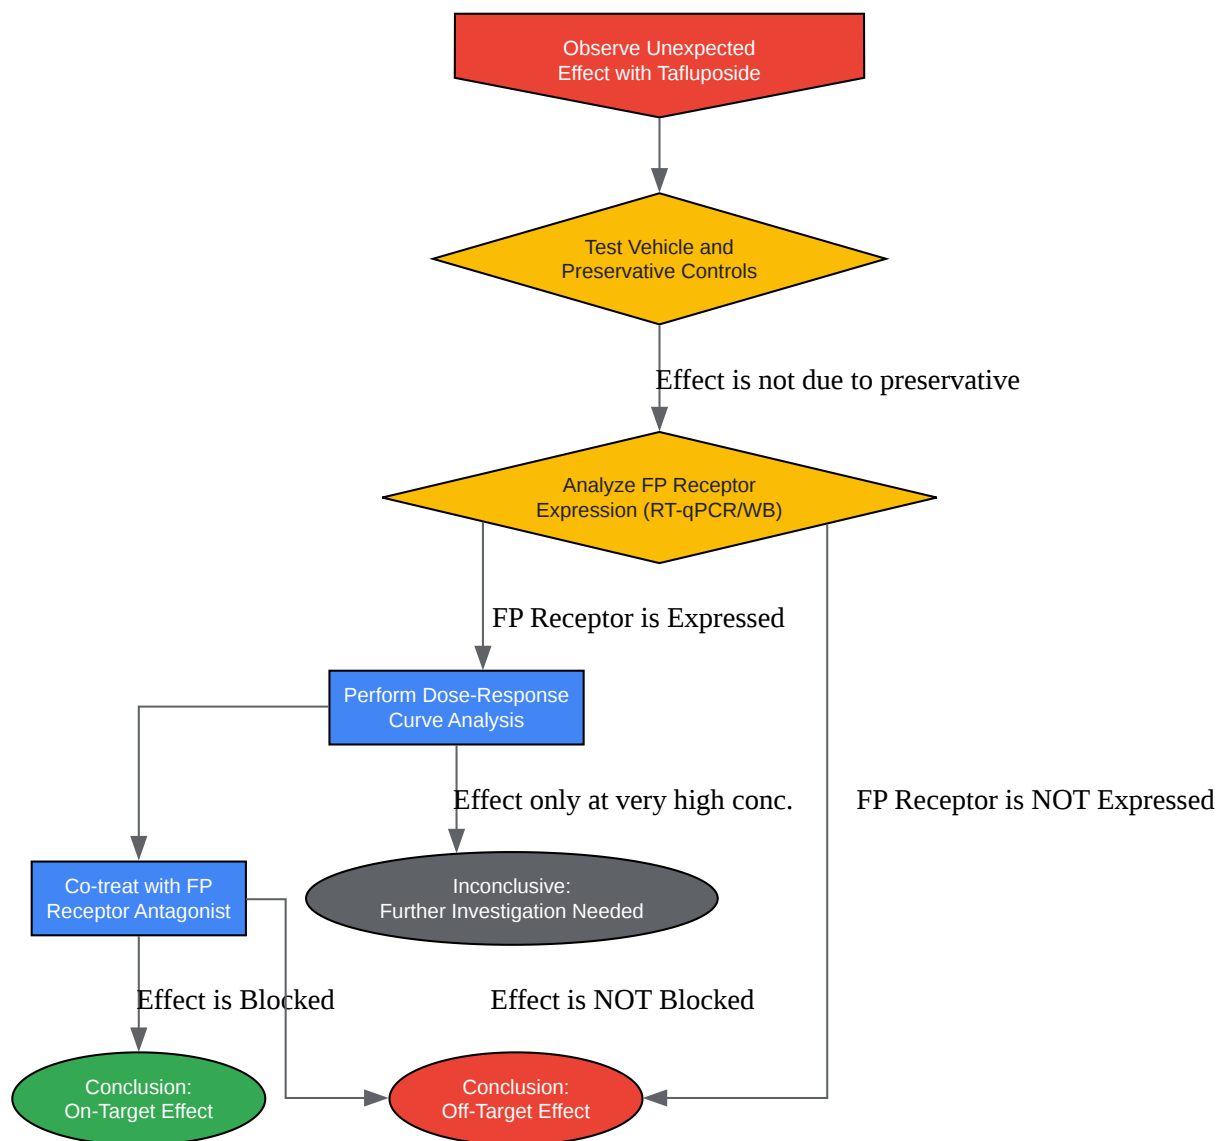 Observe Unexpected
Effect with Tafluposide
Test Vehicle and
Preservative Controls
Effect is not due to preservative
Analyze FP Receptor
Expression (RT-qPCR/WB)
FP Receptor is Expressed
Perform Dose-Response
Curve Analysis
Effect only at very high conc.
FP Receptor is NOT Expressed
Co-treat with FP
Receptor Antagonist
Inconclusive:
Further Investigation Needed
Effect is Blocked
Effect is NOT Blocked
Conclusion:
On-Target Effect
Conclusion:
Off-Target Effect